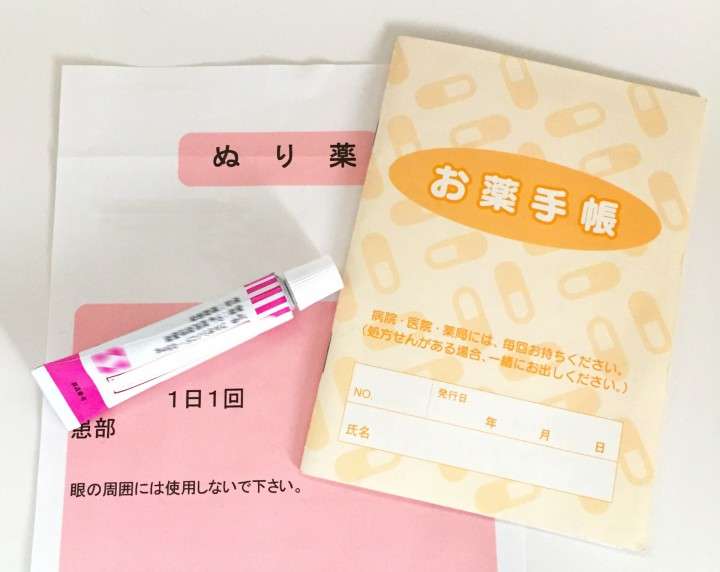 ぬり薬
1日1回
患部
眼の周囲には使用しないで下さい。
お薬手帳
病院・医院・薬局には、毎回お持ちください。
(処方せんがある場合、一緒にお出しください。)
NO.
発行日
年 月 日
氏名